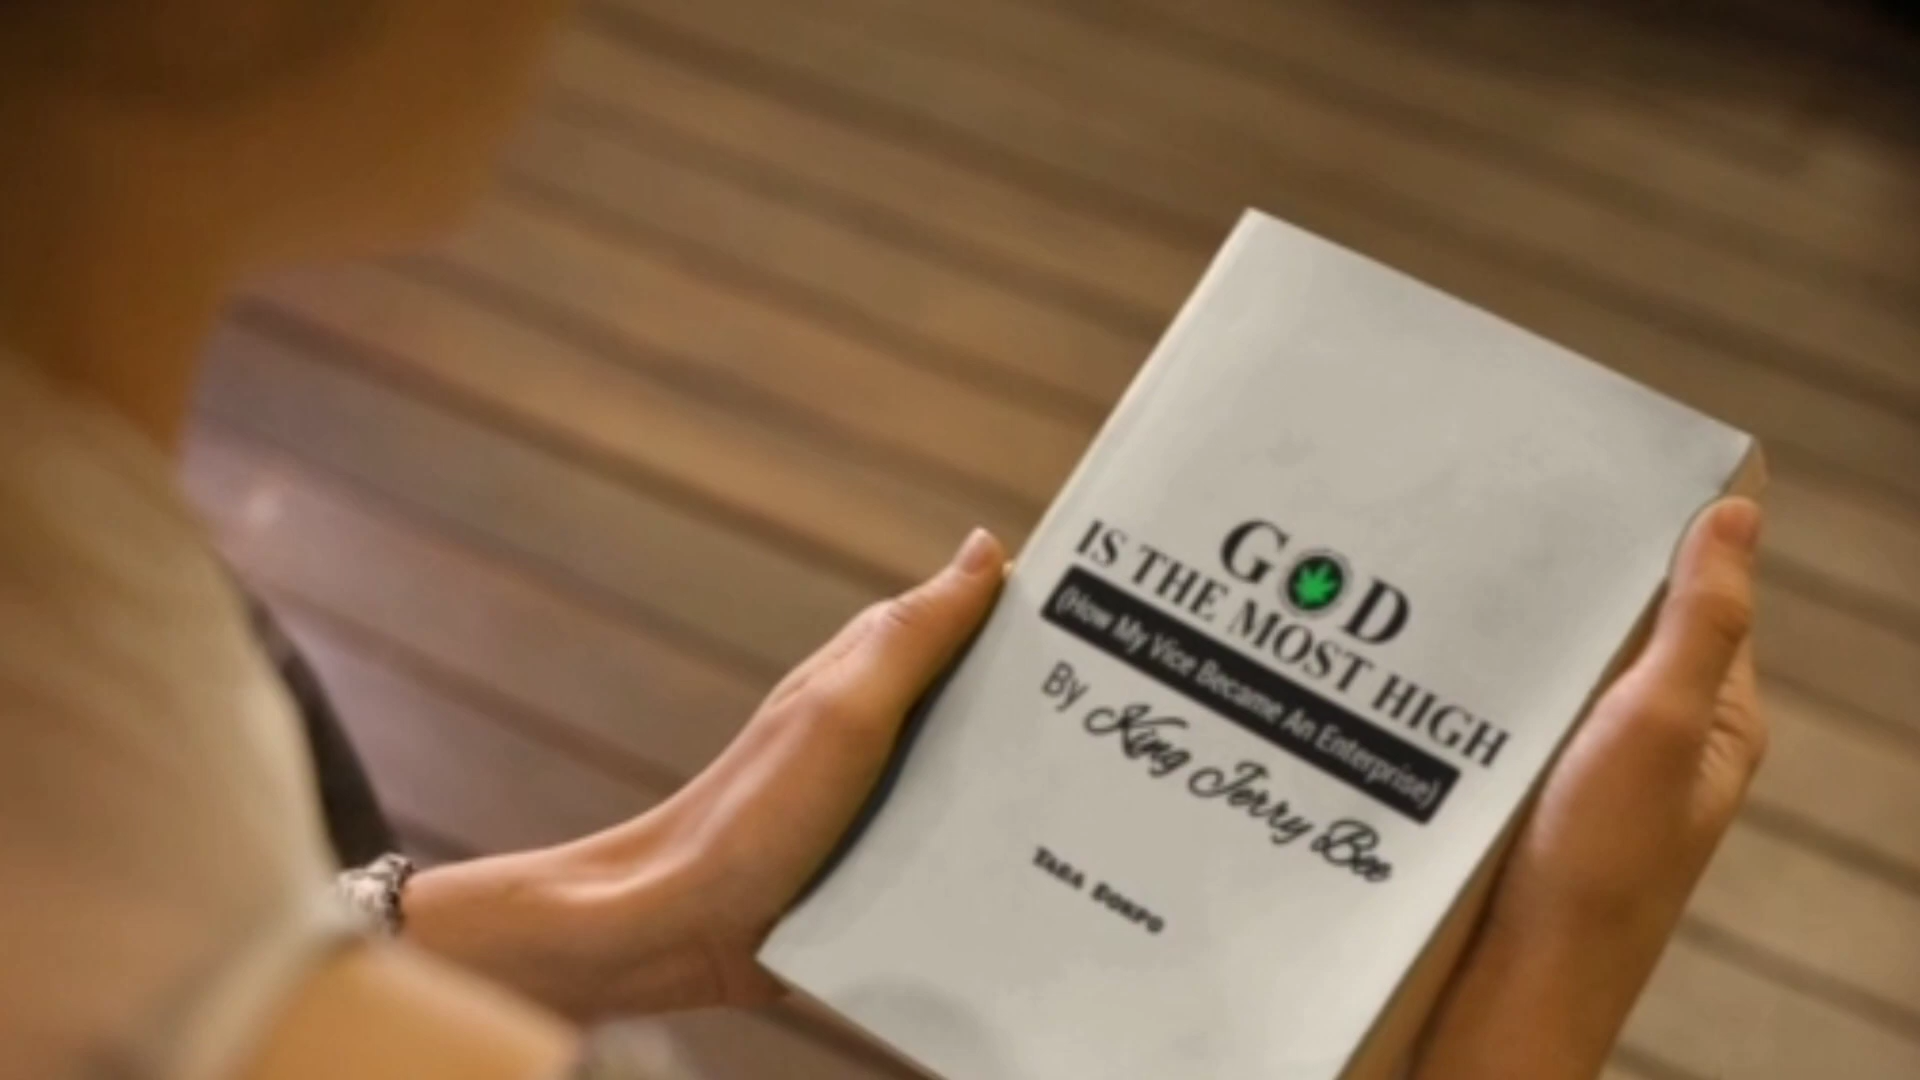 GOD
IS THE MOST HIGH
(How My Vice Became An Enterprise)
By King Jerry Bee